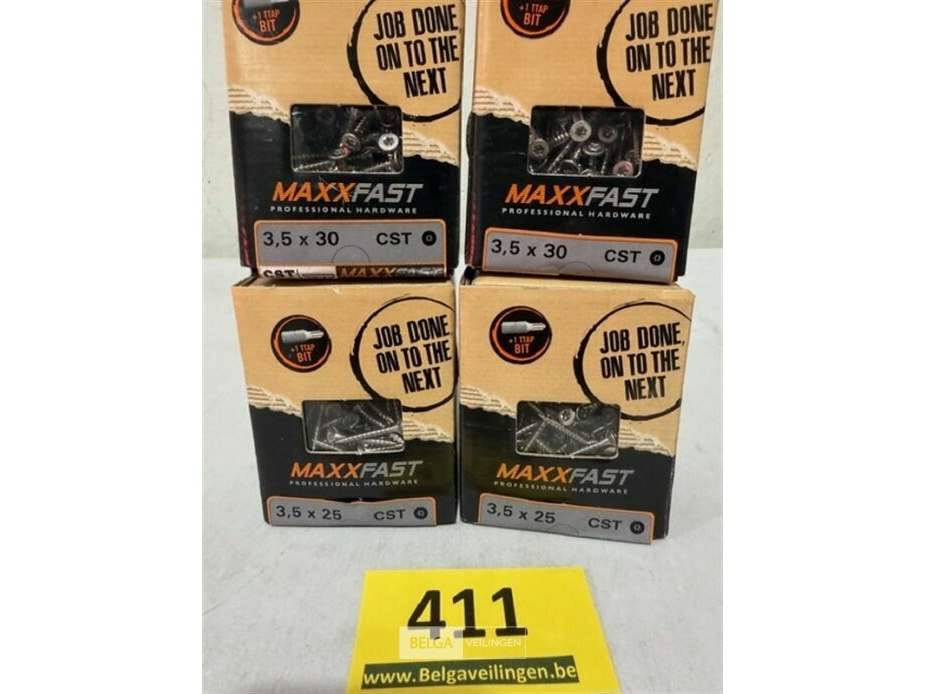 +1 TTAP
BIT
JOB DONE
ON TO THE
NEXT
MAXXFAST
PROFESSIONAL HARDWARE
3,5 x 30 CST
+1 TTAP
BIT
JOB DONE
ON TO THE
NEXT
MAXXFAST
PROFESSIONAL HARDWARE
3,5 x 30 CST
CST MAXXFAST
+1 TTAP
BIT
JOB DONE
ON TO THE
NEXT
MAXXFAST
PROFESSIONAL HARDWARE
3,5 x 25 CST
+1 TTAP
BIT
JOB DONE,
ON TO THE
NEXT
MAXXFAST
PROFESSIONAL HARDWARE
3,5 x 25 CST
411
BELGA VEILINGEN
www.Belgaveilingen.be